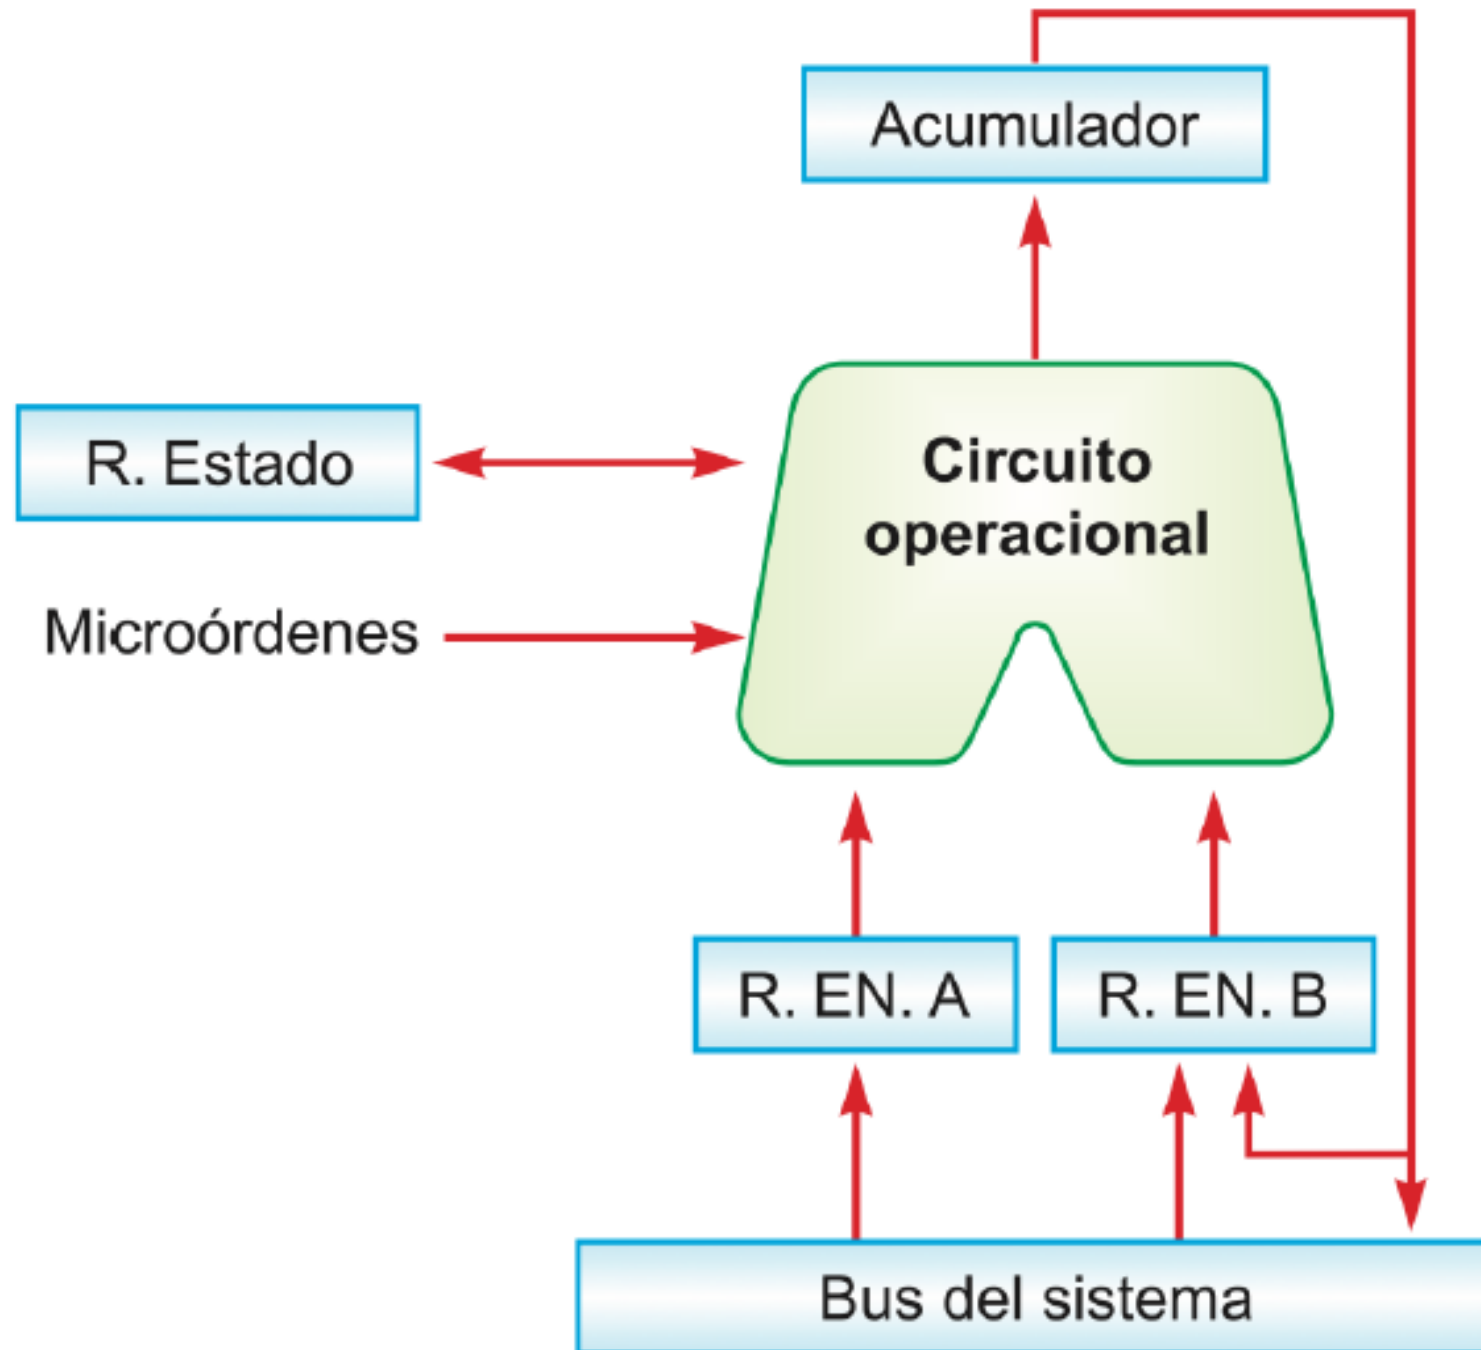 Acumulador
R. Estado
Circuito
operacional
Microórdenes
R. EN. A
R. EN. B
Bus del sistema